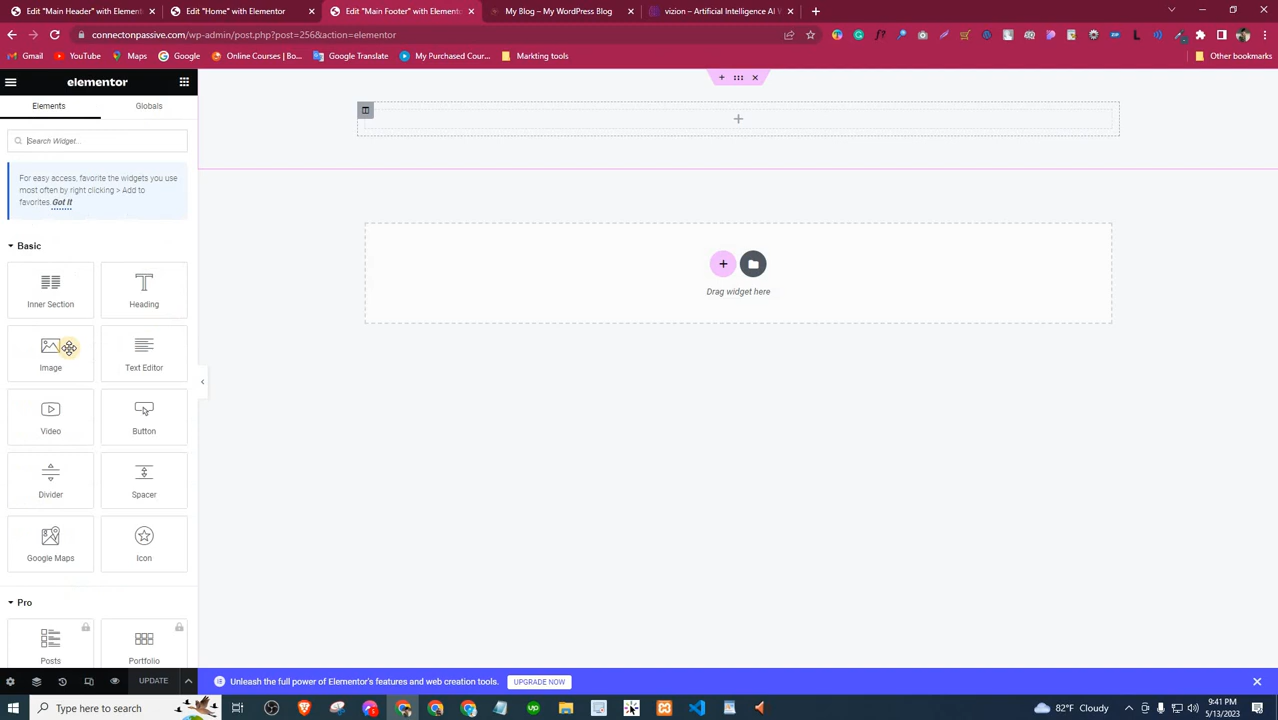 Edit "Main Header" with Elemento
Edit "Home" with Elementor
Edit "Main Footer" with Elemento
My Blog – My WordPress Blog
vizion – Artificial Intelligence AI W
connectonpassive.com/wp-admin/post.php?post=256&action=elementor
Gmail
YouTube
Maps
Google
Online Courses | Bo...
Google Translate
My Purchased Cour...
Markting tools
Other bookmarks
elementor
Elements
Globals
Search Widget...
For easy access, favorite the widgets you use
most often by right clicking > Add to
favorites. Got It
Basic
Inner Section
Heading
Image
Text Editor
Video
Button
Divider
Spacer
Google Maps
Icon
Pro
Posts
Portfolio
Drag widget here
UPDATE
Unleash the full power of Elementor's features and web creation tools.
UPGRADE NOW
Type here to search
82°F Cloudy
9:41 PM
5/13/2023